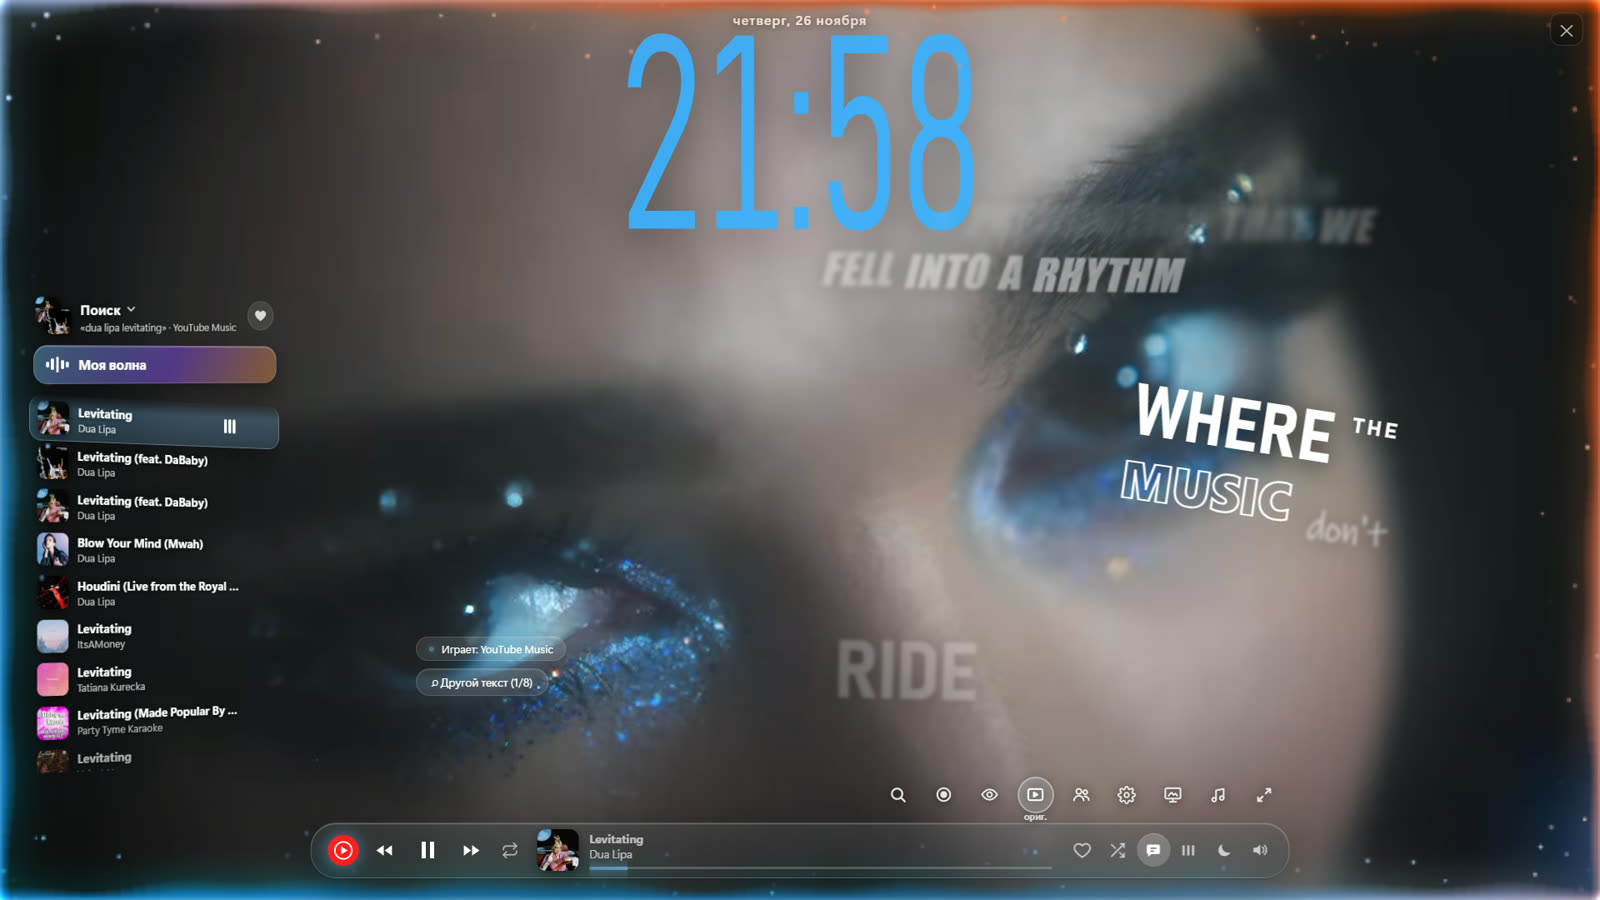 четверг, 26 ноября
21:58
THAT WE
FELL INTO A RHYTHM
WHERE THE
MUSIC don't
RIDE
Поиск
«dua lipa levitating» · YouTube Music
Моя волна
Levitating
Dua Lipa
Levitating (feat. DaBaby)
Dua Lipa
Levitating (feat. DaBaby)
Dua Lipa
Blow Your Mind (Mwah)
Dua Lipa
Houdini (Live from the Royal ...
Dua Lipa
Levitating
ItsAMoney
Levitating
Tatiana Kurecka
Levitating (Made Popular By ...
Party Tyme Karaoke
Levitating
Играет: YouTube Music
Другой текст (1/8)
ориг.
Levitating
Dua Lipa